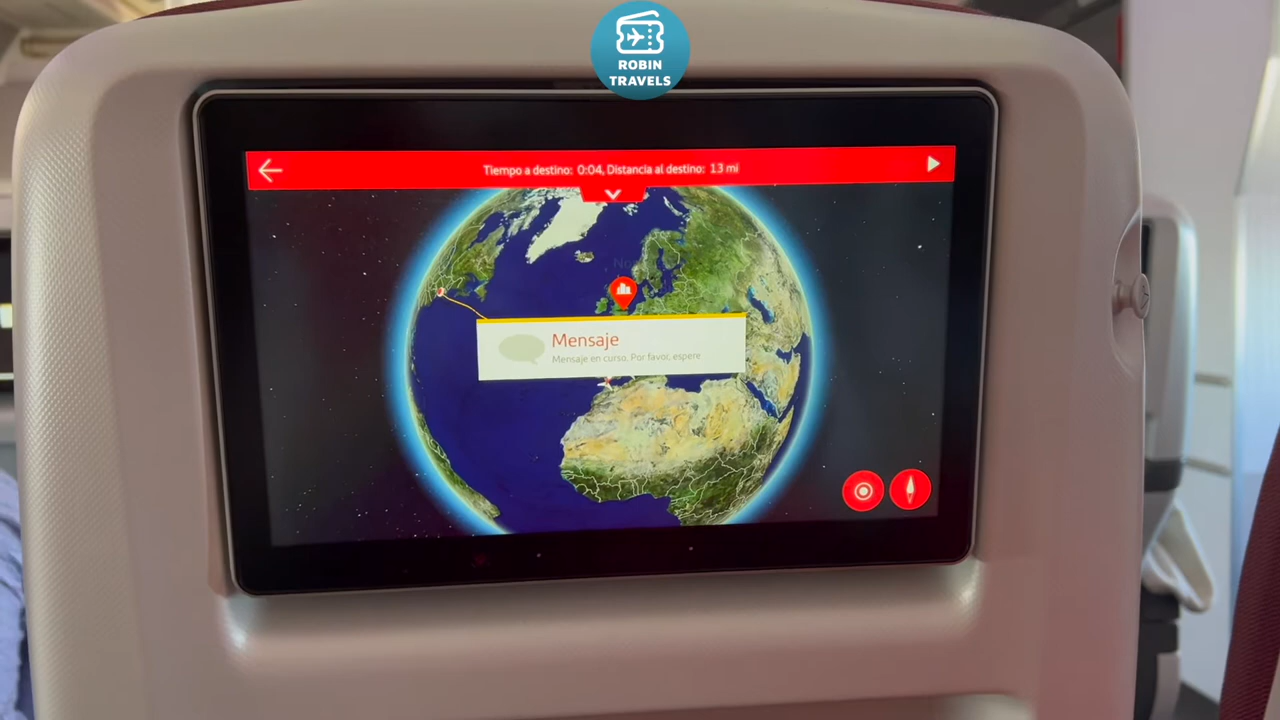 ROBIN
TRAVELS
Tiempo a destino: 0:04, Distancia al destino: 13 mi
Mensaje
Mensaje en curso. Por favor, espere